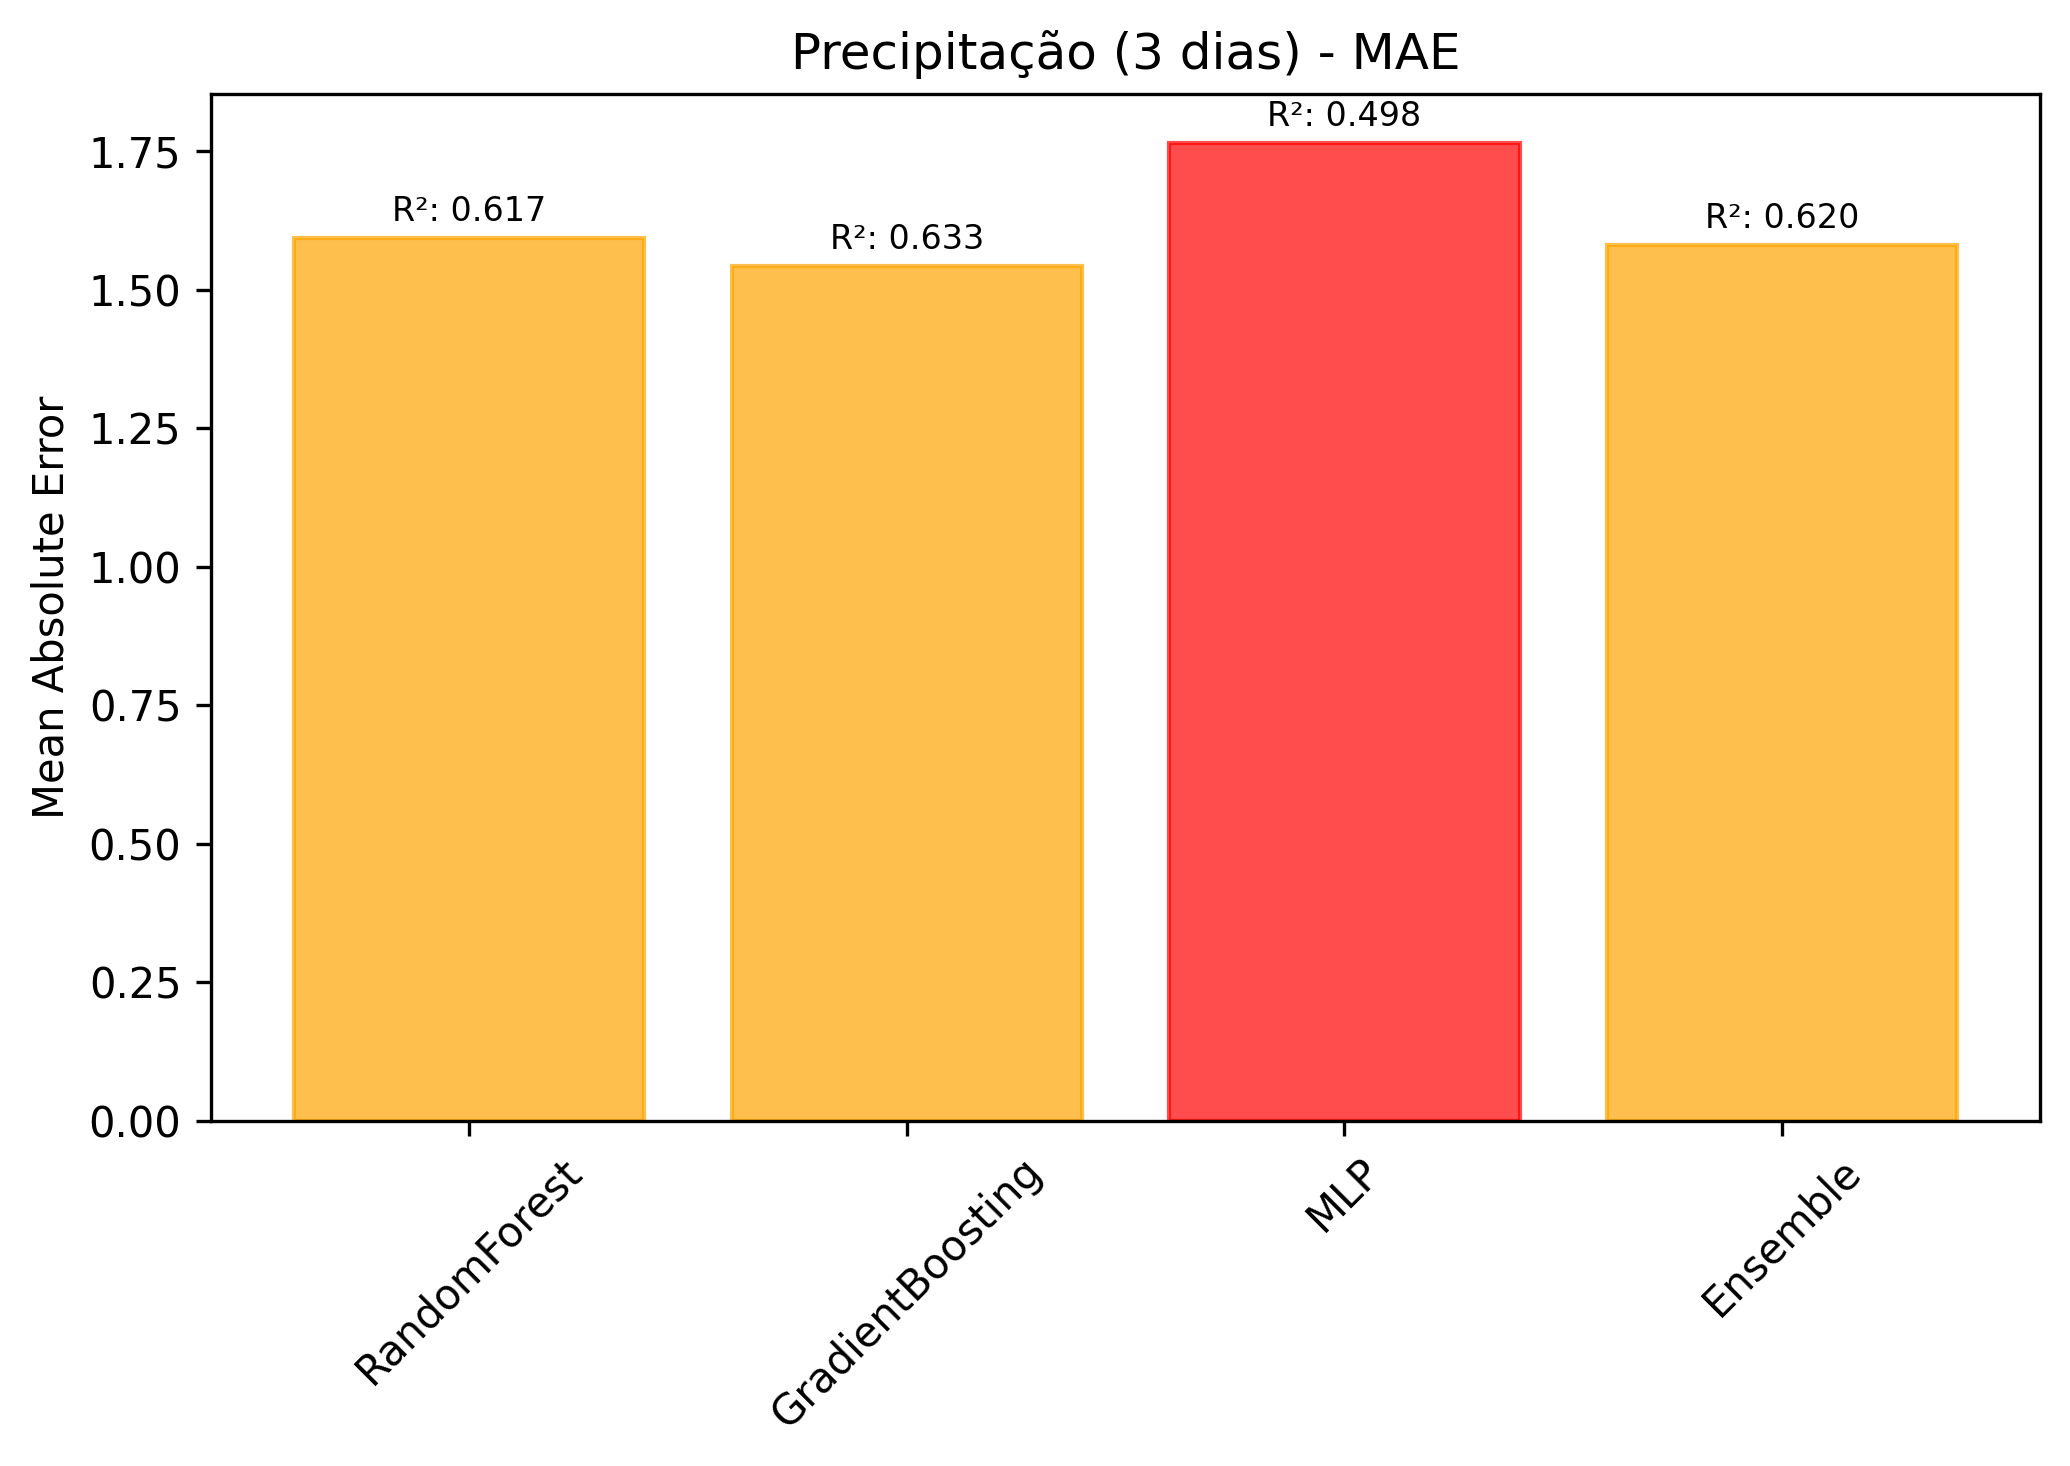 Precipitação (3 dias) - MAE
Mean Absolute Error
1.75
1.50
1.25
1.00
0.75
0.50
0.25
0.00
R²: 0.617
R²: 0.633
R²: 0.498
R²: 0.620
RandomForest
GradientBoosting
MLP
Ensemble